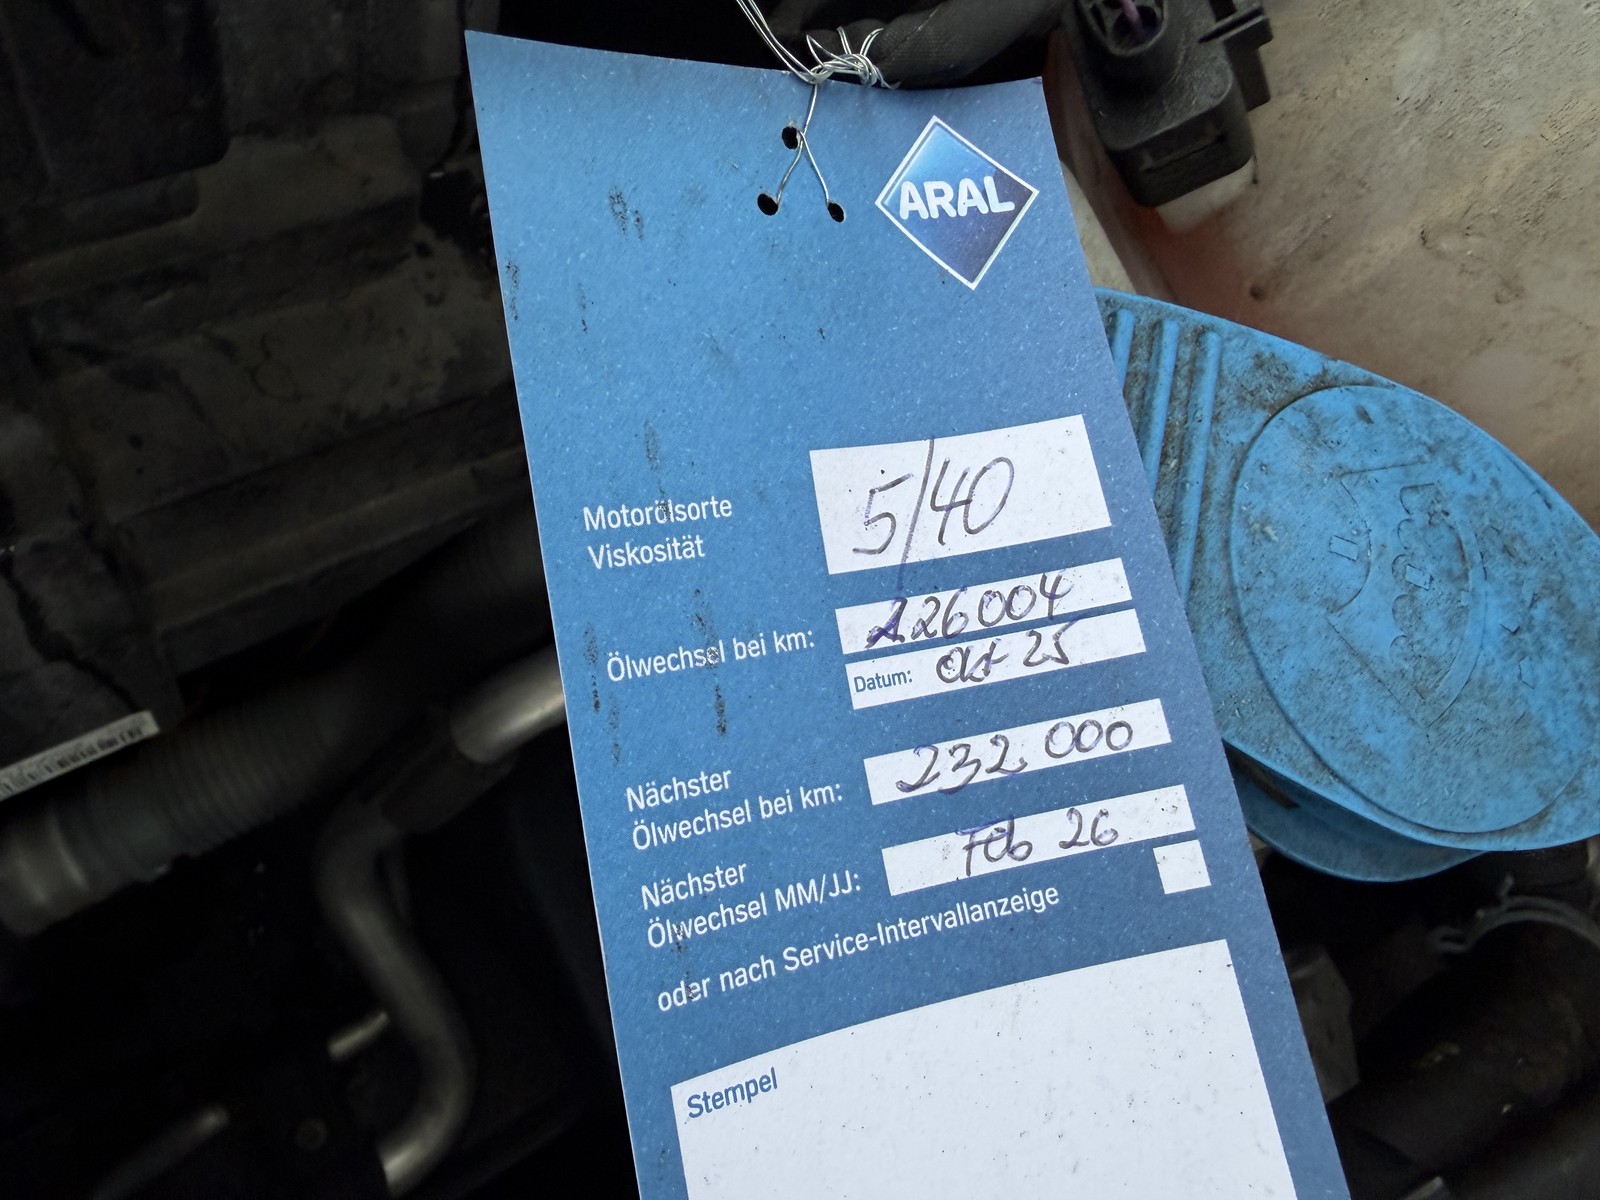 ARAL
Motorölsorte
Viskosität
5/40
Ölwechsel bei km:
226004
Datum: Okt 25
Nächster
Ölwechsel bei km:
232 000
Nächster
Ölwechsel MM/JJ:
Feb 26
oder nach Service-Intervallanzeige
Stempel